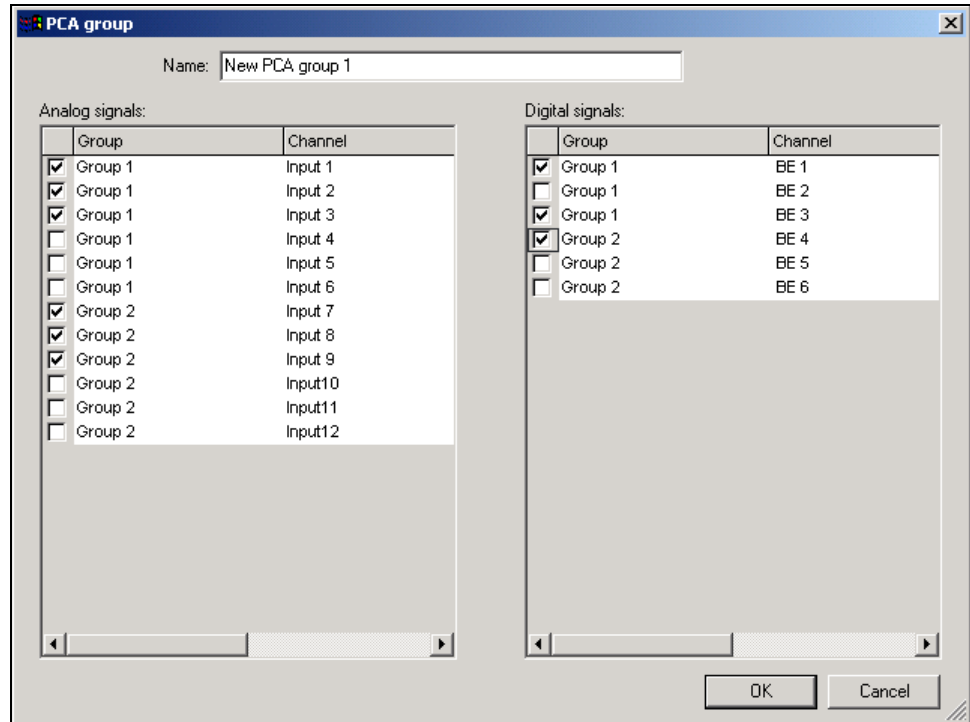 PCA group
Name: New PCA group 1
Analog signals:
Group Channel
Group 1 Input 1
Group 1 Input 2
Group 1 Input 3
Group 1 Input 4
Group 1 Input 5
Group 1 Input 6
Group 2 Input 7
Group 2 Input 8
Group 2 Input 9
Group 2 Input10
Group 2 Input11
Group 2 Input12
Digital signals:
Group Channel
Group 1 BE 1
Group 1 BE 2
Group 1 BE 3
Group 2 BE 4
Group 2 BE 5
Group 2 BE 6
OK Cancel